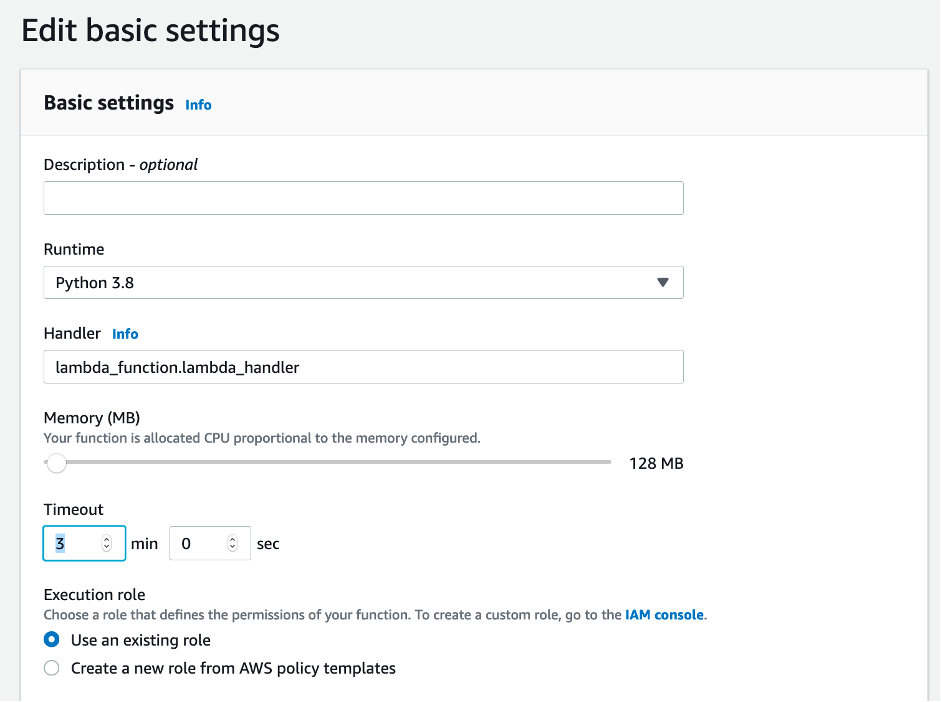 Edit basic settings
Basic settings Info
Description - optional
Runtime
Python 3.8
Handler Info
lambda_function.lambda_handler
Memory (MB)
Your function is allocated CPU proportional to the memory configured.
128 MB
Timeout
3 min 0 sec
Execution role
Choose a role that defines the permissions of your function. To create a custom role, go to the IAM console.
Use an existing role
Create a new role from AWS policy templates